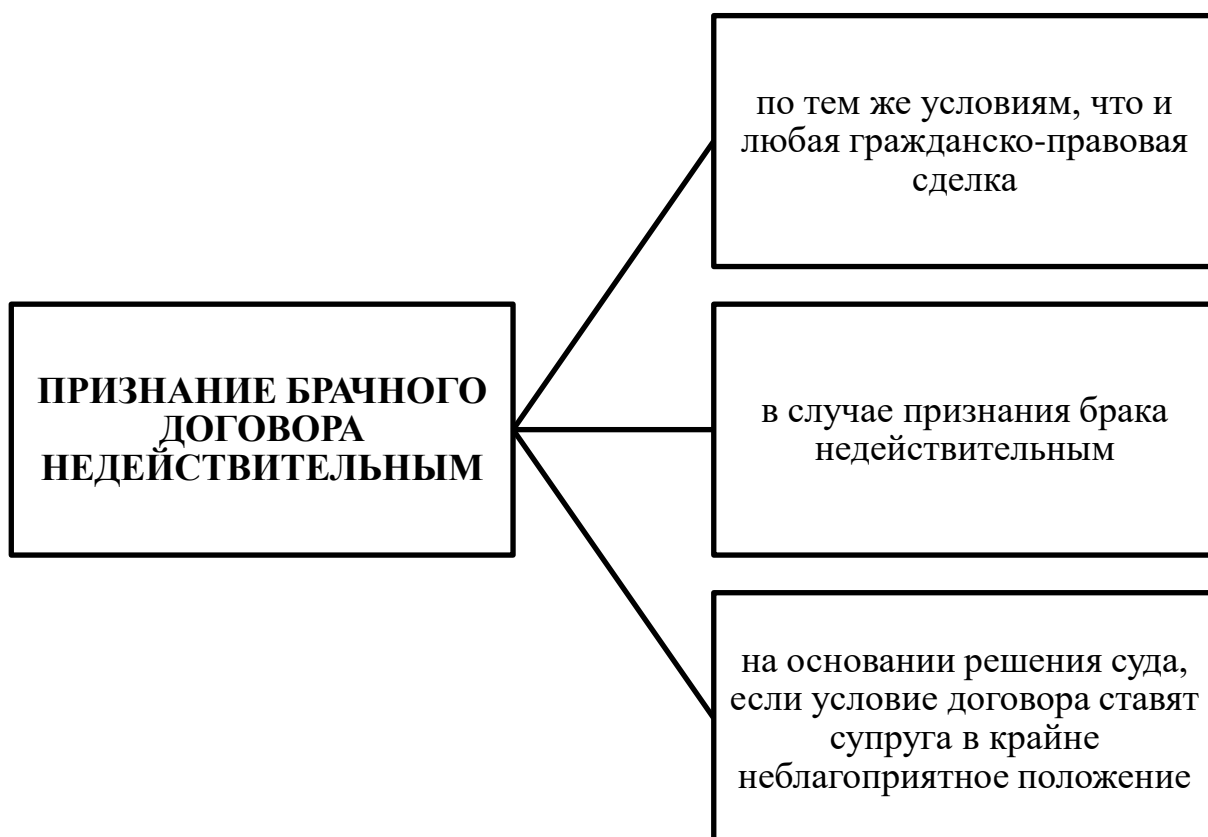 по тем же условиям, что и
любая гражданско-правовая
сделка
ПРИЗНАНИЕ БРАЧНОГО
ДОГОВОРА
НЕДЕЙСТВИТЕЛЬНЫМ
в случае признания брака
недействительным
на основании решения суда,
если условие договора ставят
супруга в крайне
неблагоприятное положение